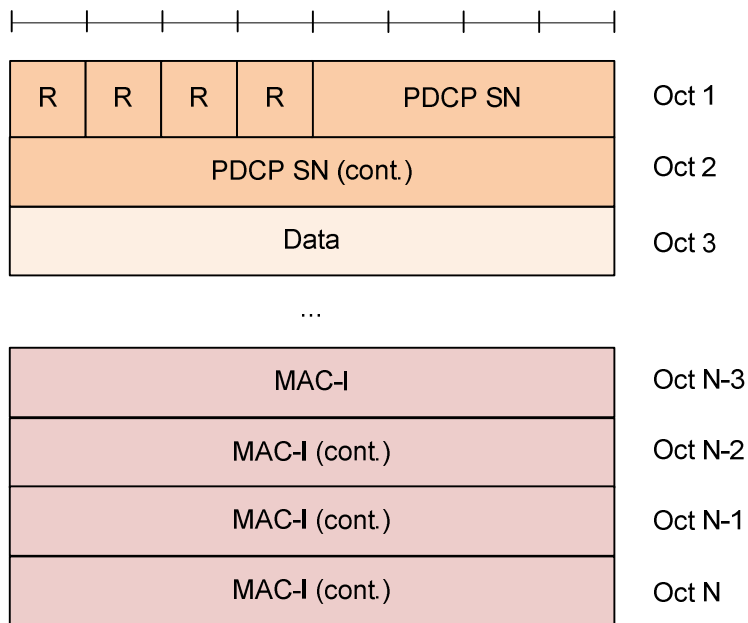 R R R R PDCP SN Oct 1
PDCP SN (cont.) Oct 2
Data Oct 3
...
MAC-I Oct N-3
MAC-I (cont.) Oct N-2
MAC-I (cont.) Oct N-1
MAC-I (cont.) Oct N